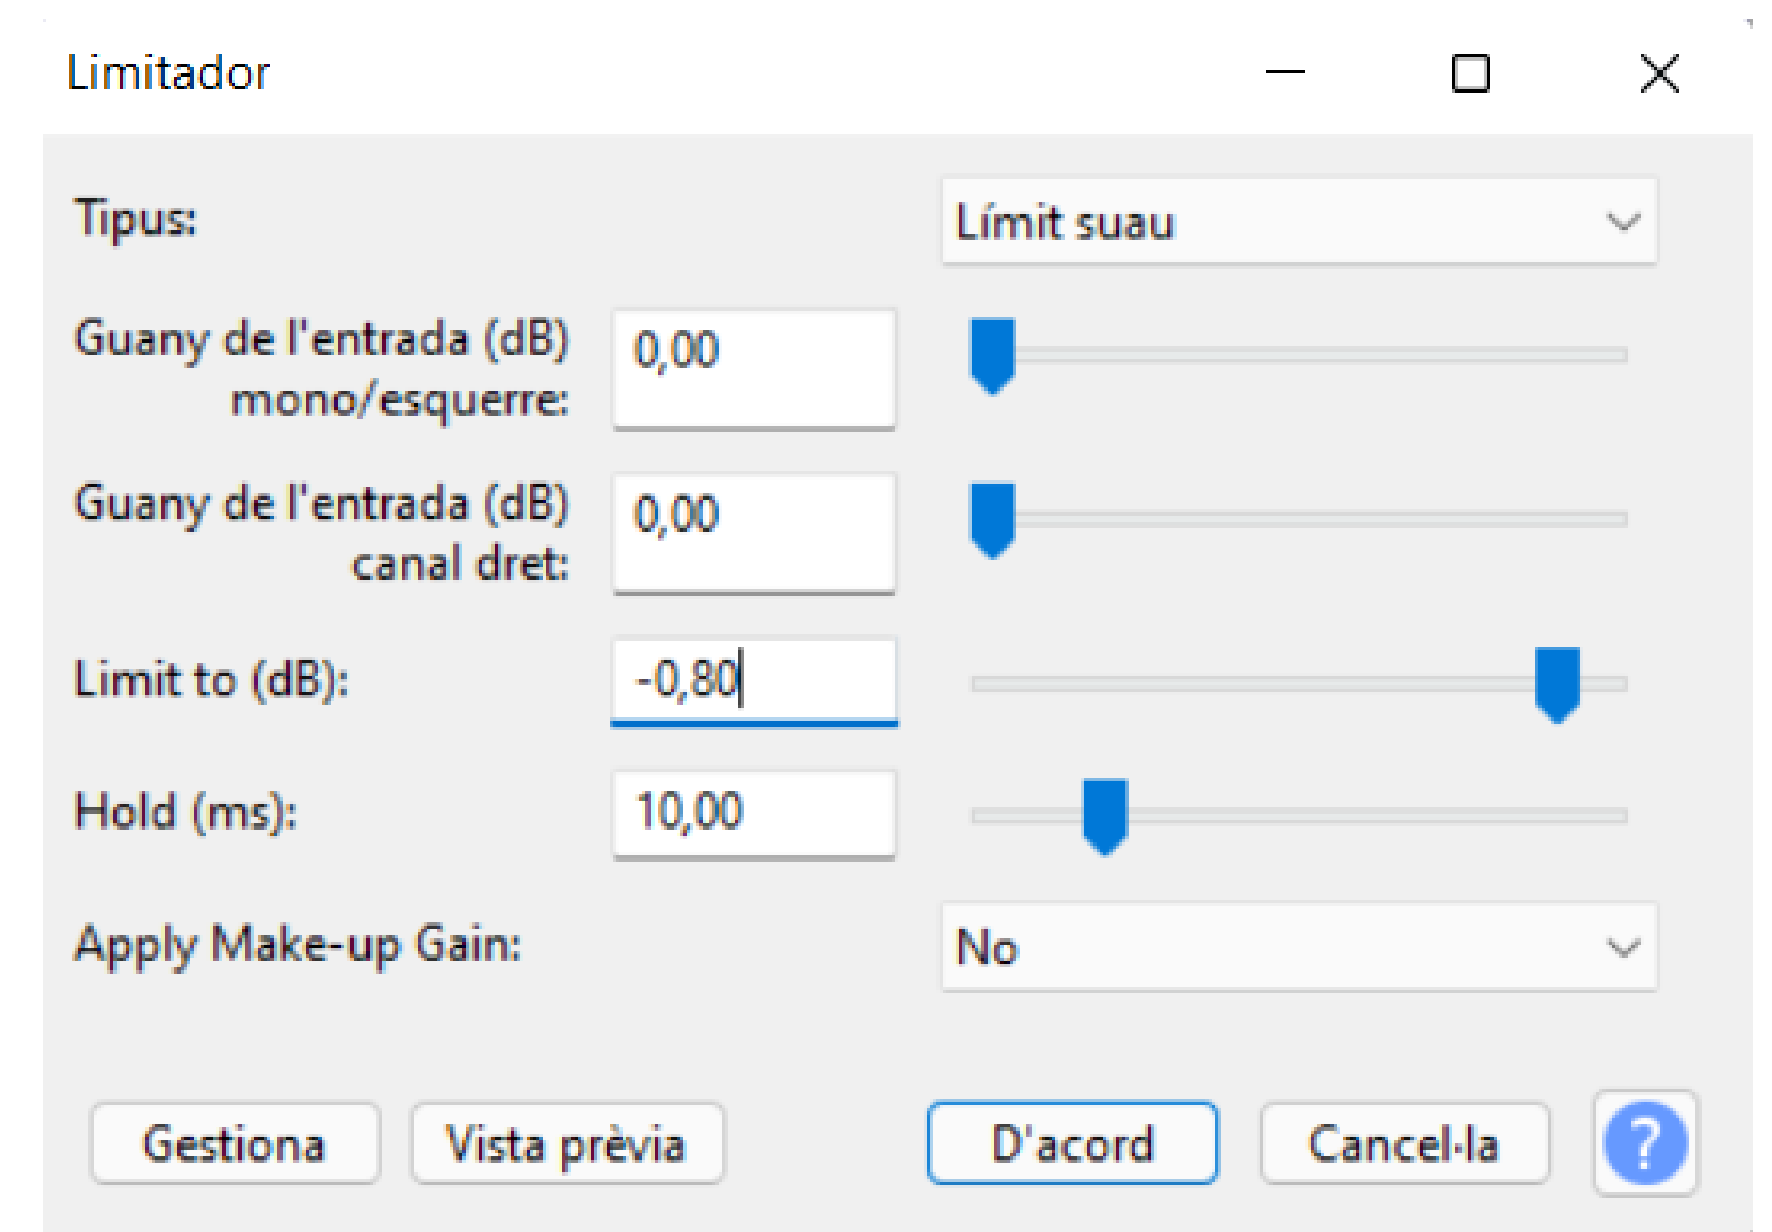 Limitador
Tipus:
Límit suau
Guany de l'entrada (dB)
mono/esquerre:
0,00
Guany de l'entrada (dB)
canal dret:
0,00
Limit to (dB):
-0,80
Hold (ms):
10,00
Apply Make-up Gain:
No
Gestiona
Vista prèvia
D'acord
Cancel·la
?